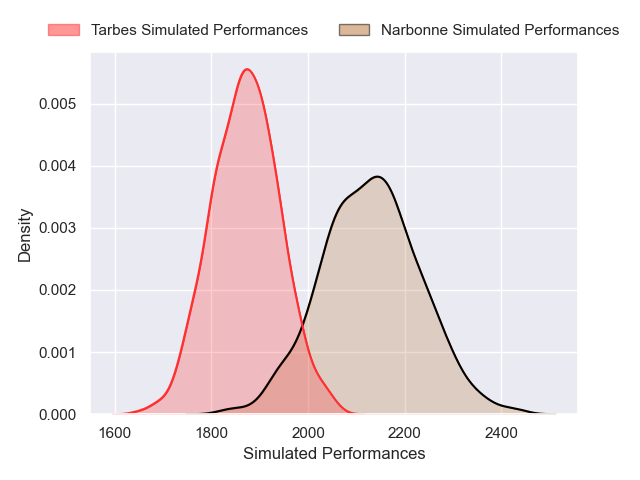 Tarbes Simulated Performances Narbonne Simulated Performances
0.005
0.004
0.003
0.002
0.001
0.000
Density
1600 1800 2000 2200 2400
Simulated Performances